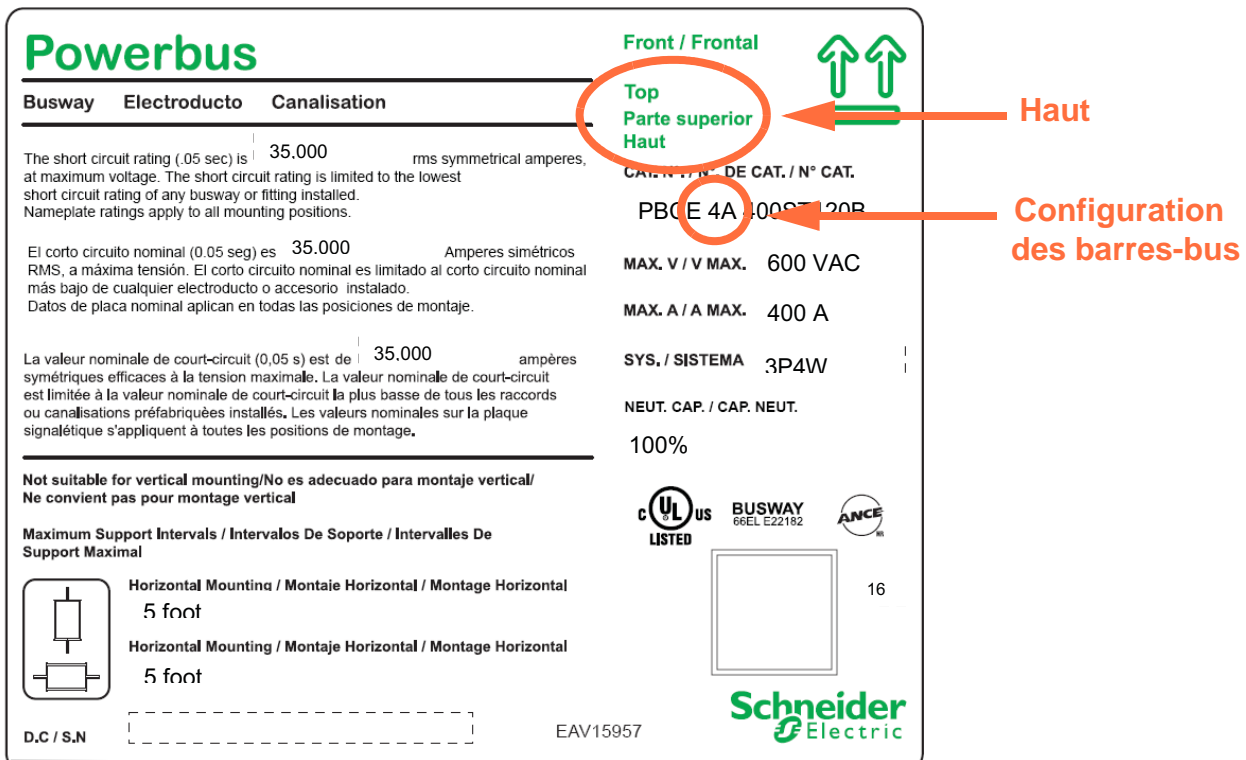 Powerbus
Busway Electroducto Canalisation
The short circuit rating (.05 sec) is 35.000 rms symmetrical amperes,
at maximum voltage. The short circuit rating is limited to the lowest
short circuit rating of any busway or fitting installed.
Nameplate ratings apply to all mounting positions.
El corto circuito nominal (0.05 seg) es 35.000 Amperes simétricos
RMS, a máxima tensión. El corto circuito nominal es limitado al corto circuito nominal
más bajo de cualquier electroducto o accesorio instalado.
Datos de placa nominal aplican en todas las posiciones de montaje.
La valeur nominale de court-circuit (0,05 s) est de 35.000 ampères
symétriques efficaces à la tension maximale. La valeur nominale de court-circuit
est limitée à la valeur nominale de court-circuit la plus basse de tous les raccords
ou canalisations préfabriquèes installés. Les valeurs nominales sur la plaque
signalétique s'appliquent à toutes les positions de montage.
Not suitable for vertical mounting/No es adecuado para montaje vertical/
Ne convient pas pour montage vertical
Maximum Support Intervals / Intervalos De Soporte / Intervalles De
Support Maximal
Horizontal Mounting / Montaje Horizontal / Montage Horizontal
5 foot
Horizontal Mounting / Montaje Horizontal / Montage Horizontal
5 foot
D.C / S.N
EAV15957
Front / Frontal
Top
Parte superior
Haut
CAT. N°. / N°. DE CAT. / N° CAT.
PBCE 4A 400ST120B
MAX. V / V MAX. 600 VAC
MAX. A / A MAX. 400 A
SYS. / SISTEMA 3P4W
NEUT. CAP. / CAP. NEUT.
100%
C UL US
LISTED
BUSWAY
66EL E22182
ANCE
16
Schneider
Electric
Haut
Configuration
des barres-bus